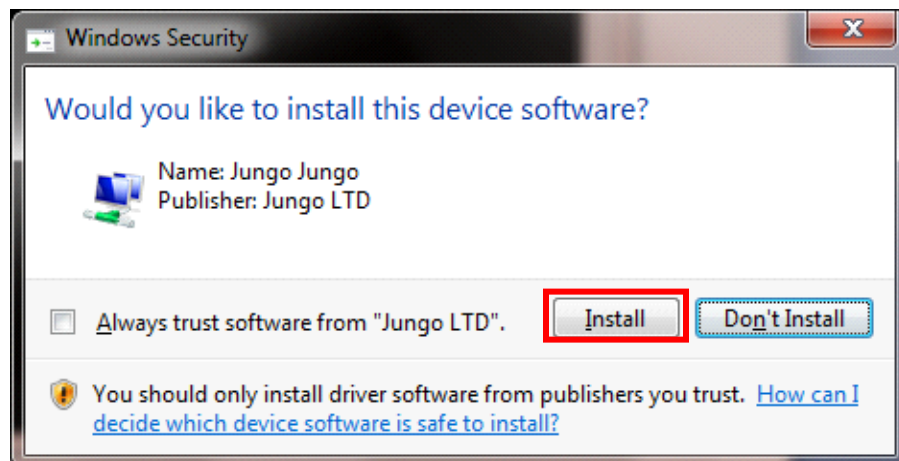 Windows Security
Would you like to install this device software?
Name: Jungo Jungo
Publisher: Jungo LTD
Always trust software from "Jungo LTD".
Install
Don't Install
You should only install driver software from publishers you trust. How can I
decide which device software is safe to install?